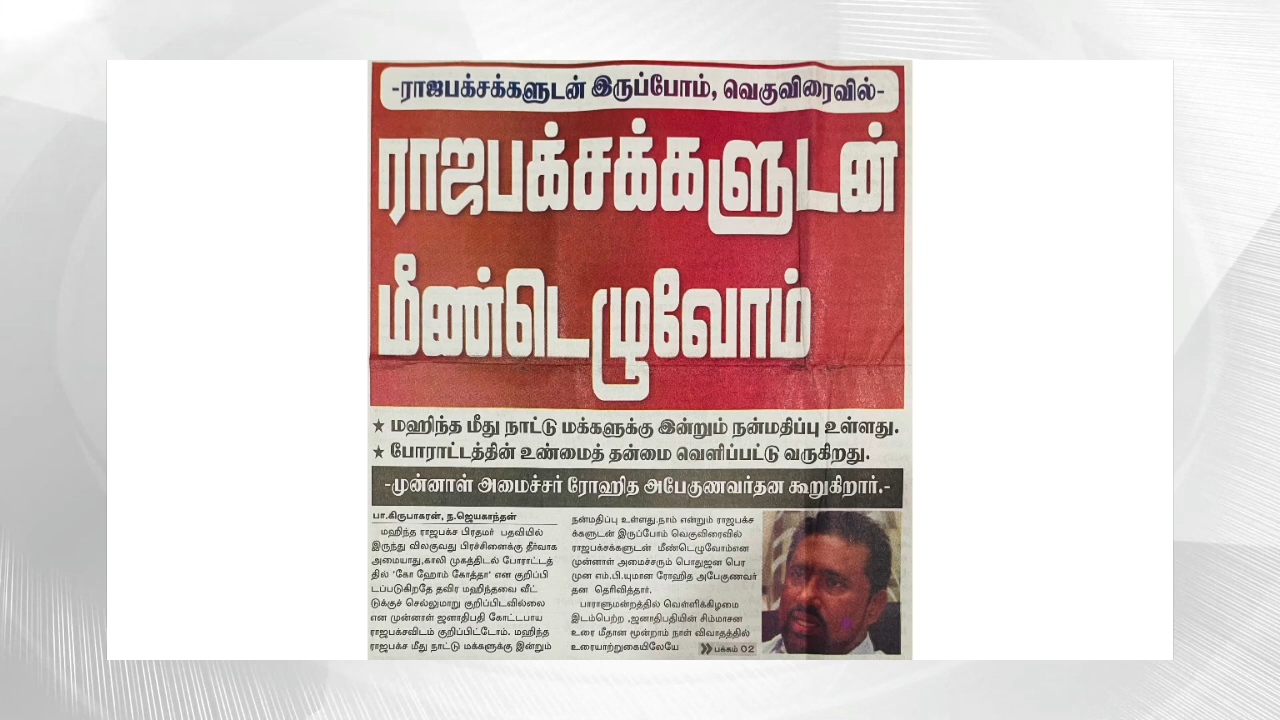 -ராஜபக்சக்களுடன் இருப்போம், வெகுவிரைவில்-
ராஜபக்சக்களுடன்
மீண்டெழுவோம்
★ மஹிந்த மீது நாட்டு மக்களுக்கு இன்றும் நன்மதிப்பு உள்ளது.
★ போராட்டத்தின் உண்மைத் தன்மை வெளிப்பட்டு வருகிறது.
-முன்னாள் அமைச்சர் ரோஹித அபேகுணவர்தன கூறுகிறார்.-
பா.கிருபாகரன், ந.ஜெயகாந்தன்
மஹிந்த ராஜபக்ச பிரதமர் பதவியில்
இருந்து விலகுவது பிரச்சினைக்கு தீர்வாக
அமையாது,காலி முகத்திடல் போராட்டத்
தில் 'கோ ஹோம் கோத்தா' என குறிப்பி
டப்படுகிறதே தவிர மஹிந்தவை வீட்
டுக்குச் செல்லுமாறு குறிப்பிடவில்லை
என முன்னாள் ஜனாதிபதி கோட்டபாய
ராஜபக்சவிடம் குறிப்பிட்டோம். மஹிந்த
ராஜபக்ச மீது நாட்டு மக்களுக்கு இன்றும்
நன்மதிப்பு உள்ளது.நாம் என்றும் ராஜபக்ச
க்களுடன் இருப்போம் வெகுவிரைவில்
ராஜபக்சக்களுடன் மீண்டெழுவோம்என
முன்னாள் அமைச்சரும் பொதுஜன பெர
முன எம்.பி.யுமான ரோஹித அபேகுணவர்
தன தெரிவித்தார்.
பாராளுமன்றத்தில் வெள்ளிக்கிழமை
இடம்பெற்ற ,ஜனாதிபதியின் சிம்மாசன
உரை மீதான மூன்றாம் நாள் விவாதத்தில்
உரையாற்றுகையிலேயே
பக்கம் 02